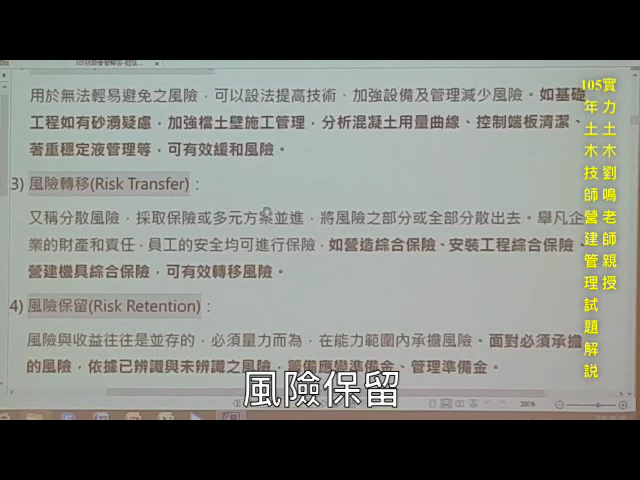 用於無法輕易避免之風險，可以設法提高技術、加強設備及管理減少風險。如基礎
工程如有砂湧疑慮，加強擋土壁施工管理，分析混凝土用量曲線、控制端板清潔、
著重穩定液管理等，可有效緩和風險。
3) 風險轉移(Risk Transfer)：
又稱分散風險，採取保險或多元方案並進，將風險之部分或全部分散出去。舉凡企
業的財產和責任，員工的安全均可進行保險，如營造綜合保險、安裝工程綜合保險、
營建機具綜合保險，可有效轉移風險。
4) 風險保留(Risk Retention)：
風險與收益往往是並存的，必須量力而為，在能力範圍內承擔風險。面對必須承擔
的風險，依據已辨識與未辨識之風險，籌備應變準備金、管理準備金。
風險保留
200%
實力土木劉鳴老師親授
105年土木技師營建管理試題解說